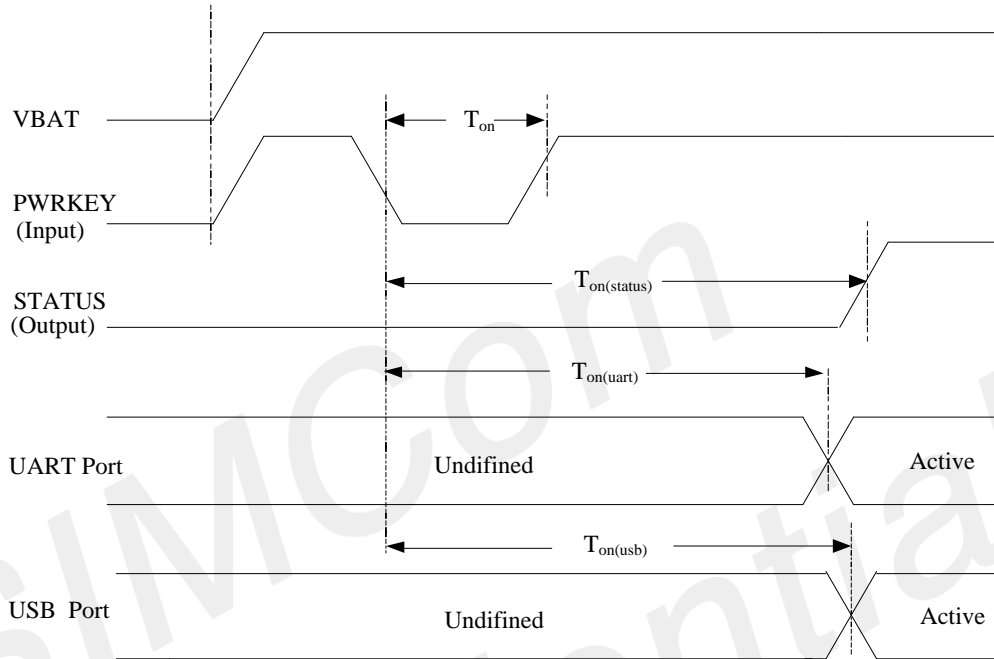 VBAT
Ton
PWRKEY
(Input)
Ton(status)
STATUS
(Output)
Ton(uart)
UART Port
Undifined
Active
Ton(usb)
USB Port
Undifined
Active
SIMCom